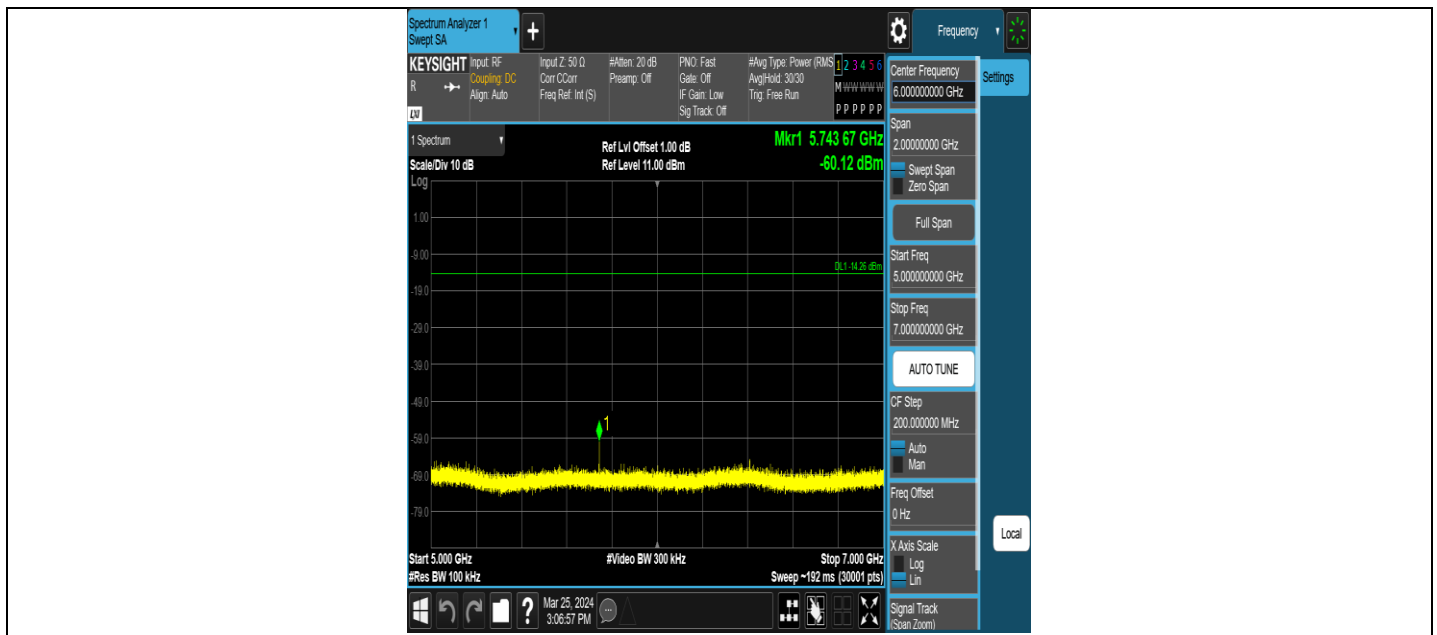 Spectrum Analyzer 1
Swept SA
+
Frequency
KEYSIGHT
R
LXI
Input: RF
Coupling: DC
Align: Auto
Input Z: 50 Ω
Corr CCorr
Freq Ref: Int (S)
#Atten: 20 dB
Preamp: Off
PNO: Fast
Gate: Off
IF Gain: Low
Sig Track: Off
#Avg Type: Power (RMS
Avg|Hold: 30/30
Trig: Free Run
1 2 3 4 5 6
M W W W W W
P P P P P P
1 Spectrum
Scale/Div 10 dB
Ref Lvl Offset 1.00 dB
Ref Level 11.00 dBm
Mkr1 5.743 67 GHz
-60.12 dBm
Log
1.00
-9.00
DL1 -14.26 dBm
-19.0
-29.0
-39.0
-49.0
1
-59.0
-69.0
-79.0
Start 5.000 GHz
#Res BW 100 kHz
#Video BW 300 kHz
Stop 7.000 GHz
Sweep ~192 ms (30001 pts)
Center Frequency
6.000000000 GHz
Settings
Span
2.00000000 GHz
Swept Span
Zero Span
Full Span
Start Freq
5.000000000 GHz
Stop Freq
7.000000000 GHz
AUTO TUNE
CF Step
200.000000 MHz
Auto
Man
Freq Offset
0 Hz
X Axis Scale
Log
Lin
Local
Signal Track
(Span Zoom)
?
Mar 25, 2024
3:06:57 PM